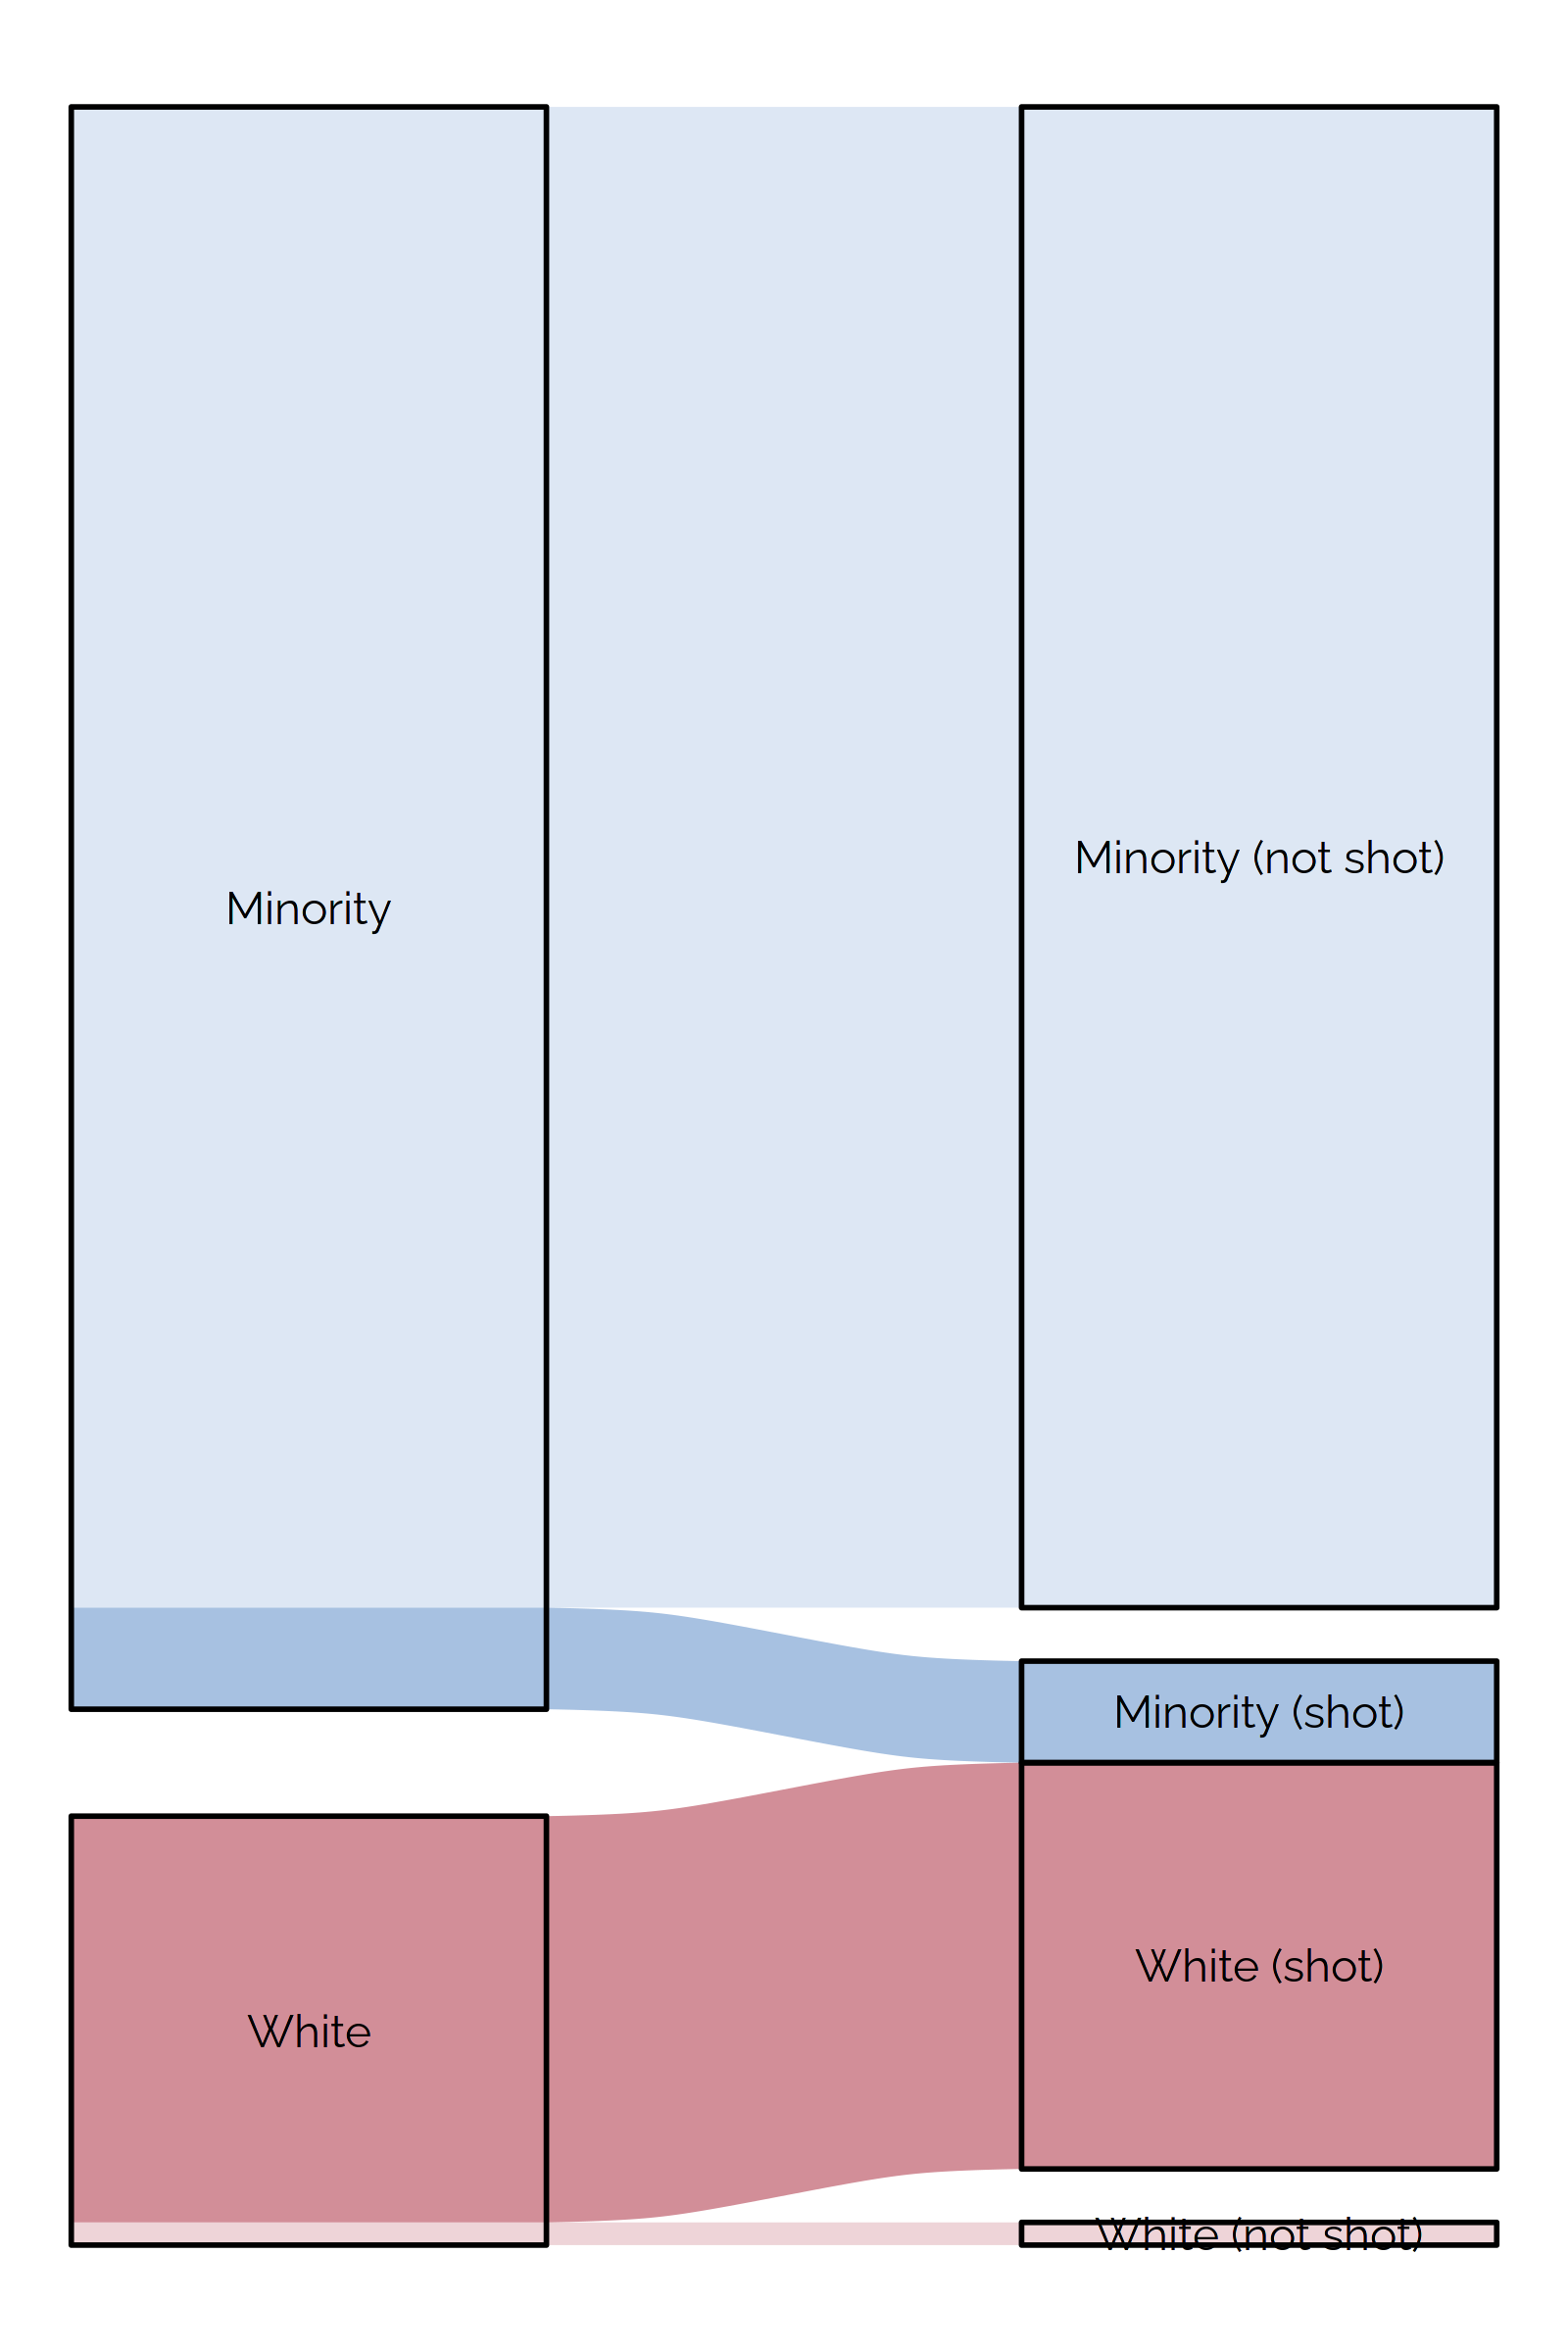 Minority
Minority (not shot)
Minority (shot)
White (shot)
White
White (not shot)